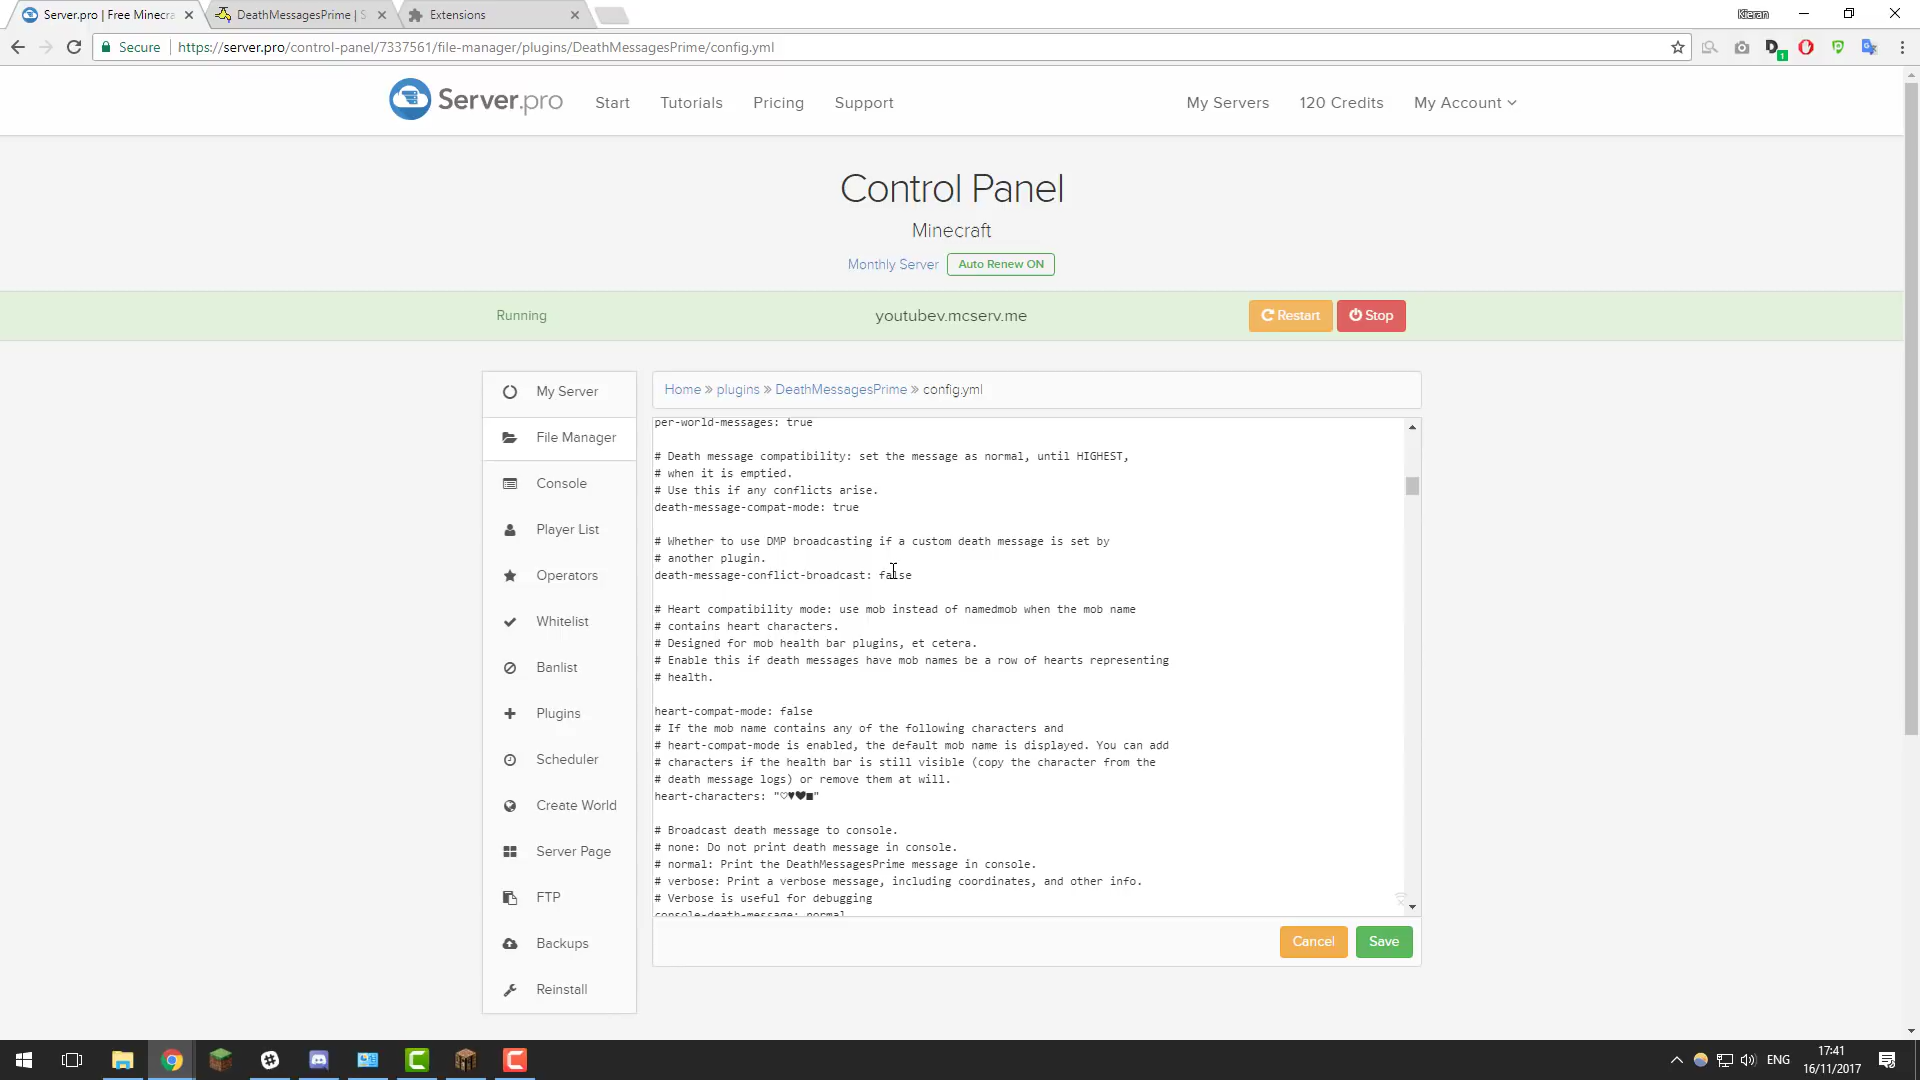 Server.pro | Free Minecra
DeathMessagesPrime | S
Extensions
Kieran
Secure
https://server.pro/control-panel/7337561/file-manager/plugins/DeathMessagesPrime/config.yml
1
Server.pro
Start
Tutorials
Pricing
Support
My Servers
120 Credits
My Account
Control Panel
Minecraft
Monthly Server
Auto Renew ON
Running
youtubev.mcserv.me
Restart
Stop
My Server
File Manager
Console
Player List
Operators
Whitelist
Banlist
Plugins
Scheduler
Create World
Server Page
FTP
Backups
Reinstall
Home » plugins » DeathMessagesPrime » config.yml
per-world-messages: true
# Death message compatibility: set the message as normal, until HIGHEST,
# when it is emptied.
# Use this if any conflicts arise.
death-message-compat-mode: true
# Whether to use DMP broadcasting if a custom death message is set by
# another plugin.
death-message-conflict-broadcast: false
# Heart compatibility mode: use mob instead of namedmob when the mob name
# contains heart characters.
# Designed for mob health bar plugins, et cetera.
# Enable this if death messages have mob names be a row of hearts representing
# health.
heart-compat-mode: false
# If the mob name contains any of the following characters and
# heart-compat-mode is enabled, the default mob name is displayed. You can add
# characters if the health bar is still visible (copy the character from the
# death message logs) or remove them at will.
heart-characters: "♡♥❤■"
# Broadcast death message to console.
# none: Do not print death message in console.
# normal: Print the DeathMessagesPrime message in console.
# verbose: Print a verbose message, including coordinates, and other info.
# Verbose is useful for debugging
console-death-message: normal
Cancel
Save
ENG
17:41
16/11/2017